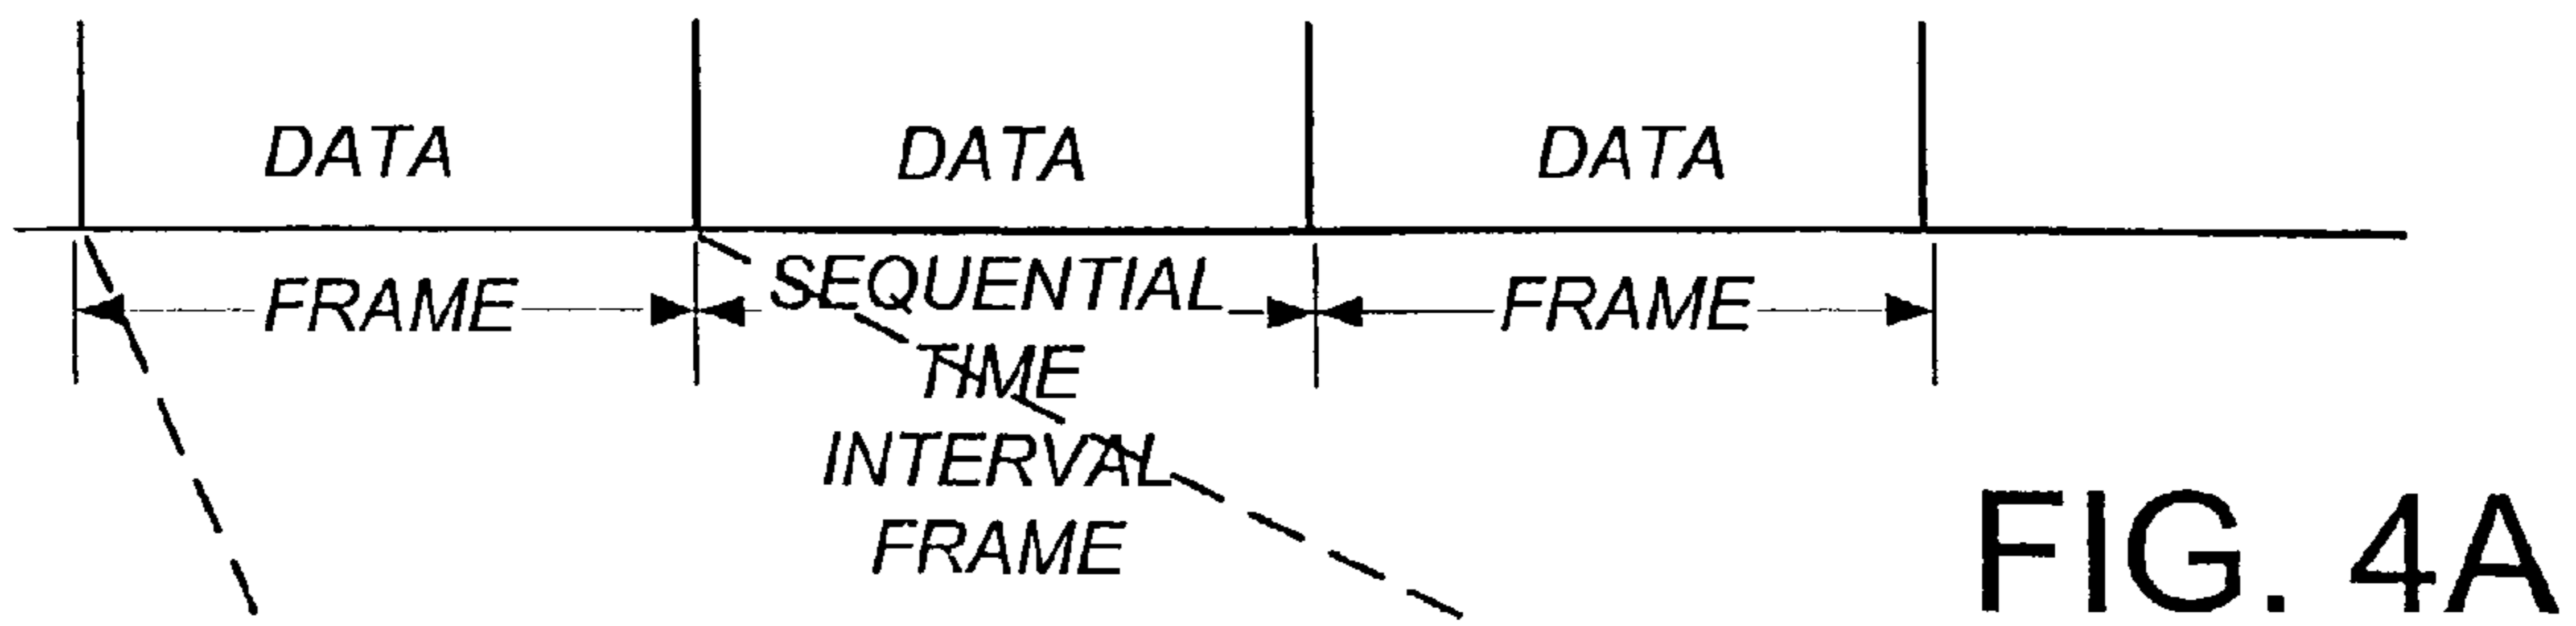 DATA DATA DATA
FRAME SEQUENTIAL FRAME
TIME
INTERVAL
FRAME
FIG. 4A